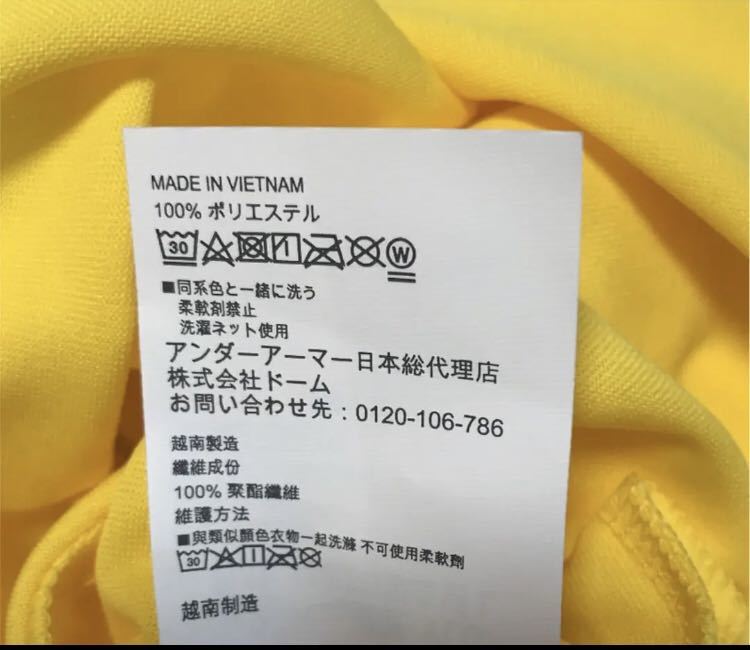 MADE IN VIETNAM
100% ポリエステル
30 W
■同系色と一緒に洗う
柔軟剤禁止
洗濯ネット使用
アンダーアーマー日本総代理店
株式会社ドーム
お問い合わせ先：0120-106-786
越南製造
纖維成份
100% 聚酯纖維
維護方法
■與類似顏色衣物一起洗滌 不可使用柔軟劑
30
越南制造